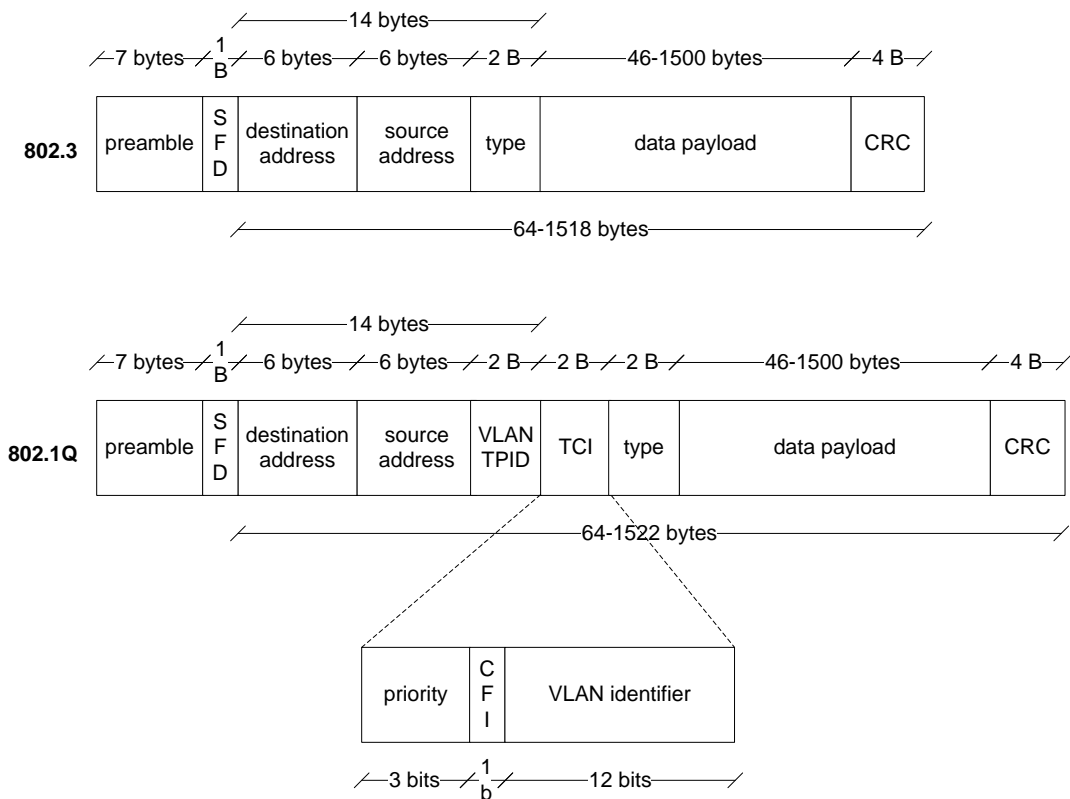 14 bytes
7 bytes
1
B
6 bytes
6 bytes
2 B
46-1500 bytes
4 B
802.3
preamble
S
F
D
destination
address
source
address
type
data payload
CRC
64-1518 bytes
14 bytes
7 bytes
1
B
6 bytes
6 bytes
2 B
2 B
2 B
46-1500 bytes
4 B
802.1Q
preamble
S
F
D
destination
address
source
address
VLAN
TPID
TCI
type
data payload
CRC
64-1522 bytes
priority
C
F
I
VLAN identifier
3 bits
1
b
12 bits